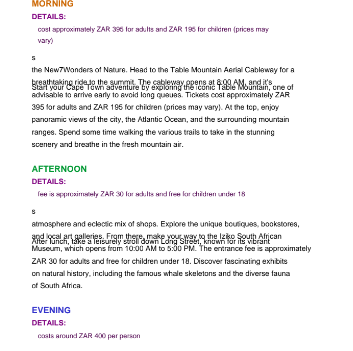 MORNING
DETAILS:
cost approximately ZAR 395 for adults and ZAR 195 for children (prices may
vary)
s
the New7Wonders of Nature. Head to the Table Mountain Aerial Cableway for a
breathtaking ride to the summit. The cableway opens at 8:00 AM, and it's
Start your Cape Town adventure by exploring the iconic Table Mountain, one of
advisable to arrive early to avoid long queues. Tickets cost approximately ZAR
395 for adults and ZAR 195 for children (prices may vary). At the top, enjoy
panoramic views of the city, the Atlantic Ocean, and the surrounding mountain
ranges. Spend some time walking the various trails to take in the stunning
scenery and breathe in the fresh mountain air.
AFTERNOON
DETAILS:
fee is approximately ZAR 30 for adults and free for children under 18
s
atmosphere and eclectic mix of shops. Explore the unique boutiques, bookstores,
and local art galleries. From there, make your way to the Iziko South African
After lunch, take a leisurely stroll down Long Street, known for its vibrant
Museum, which opens from 10:00 AM to 5:00 PM. The entrance fee is approximately
ZAR 30 for adults and free for children under 18. Discover fascinating exhibits
on natural history, including the famous whale skeletons and the diverse fauna
of South Africa.
EVENING
DETAILS:
costs around ZAR 400 per person